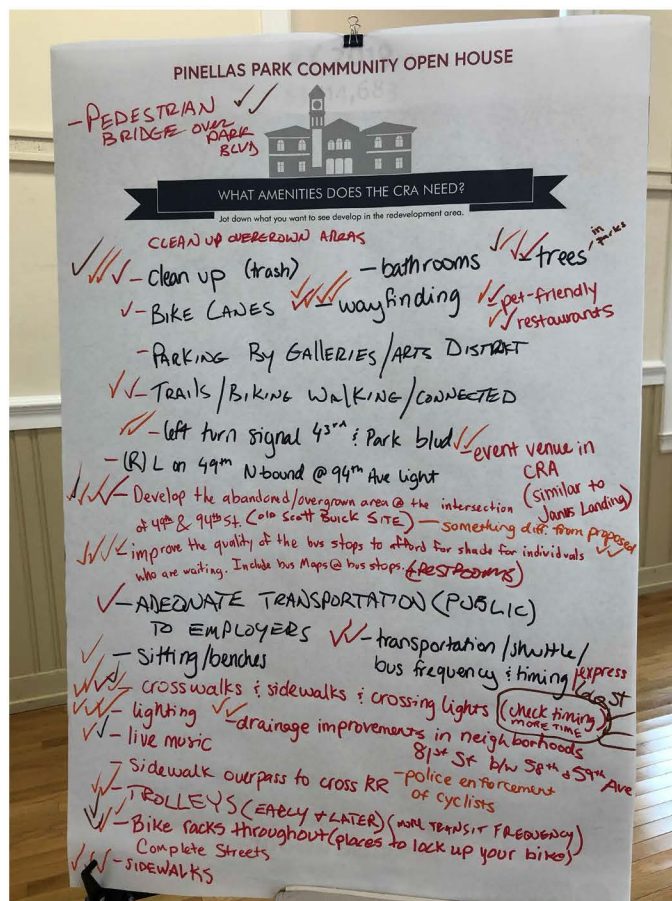 PINELLAS PARK COMMUNITY OPEN HOUSE
- PEDESTRIAN
BRIDGE OVER
PARK
BLVD
WHAT AMENITIES DOES THE CRA NEED?
Jot down what you want to see develop in the redevelopment area.
CLEAN UP OVERGROWN AREAS
✓✓✓ - clean up (trash)
- bathrooms
✓✓✓ - trees in parks
✓ - BIKE LANES
✓✓✓✓ - wayfinding
✓✓ pet-friendly
✓✓ restaurants
- PARKING BY GALLERIES/ARTS DISTRICT
✓✓ - TRAILS/BIKING WALKING/CONNECTED
✓✓ - left turn signal 43rd & Park blvd
✓✓ - event venue in
CRA
(similar to
Janus Landing)
- (R) L on 49th N bound @ 94th Ave light
✓✓✓ - Develop the abandoned/overgrown area @ the intersection
of 49th & 94th St. (old Scott Buick SITE) - something diff. from proposed
✓✓✓✓ - improve the quality of the bus stops to afford for shade for individuals
who are waiting. Include bus Maps @ bus stops. (+RESTROOMS)
✓ - ADEQUATE TRANSPORTATION (PUBLIC)
TO EMPLOYERS
✓✓ - transportation/shuttle/
bus frequency & timing/express
✓ - sitting/benches
✓✓✓✓ - crosswalks & sidewalks & crossing lights (check timing
MORE TIME)
✓✓✓ - lighting
✓✓ - drainage improvements in neighborhoods
81st St b/w 58th & 59th Ave
✓✓ - live music
✓✓ - Sidewalk overpass to cross RR
- police enforcement
of cyclists
✓✓ - TROLLEYS (EARLY + LATER) (MORE TRANSIT FREQUENCY)
✓✓ - Bike racks throughout (places to lock up your bike)
Complete Streets
✓✓✓ - SIDEWALKS